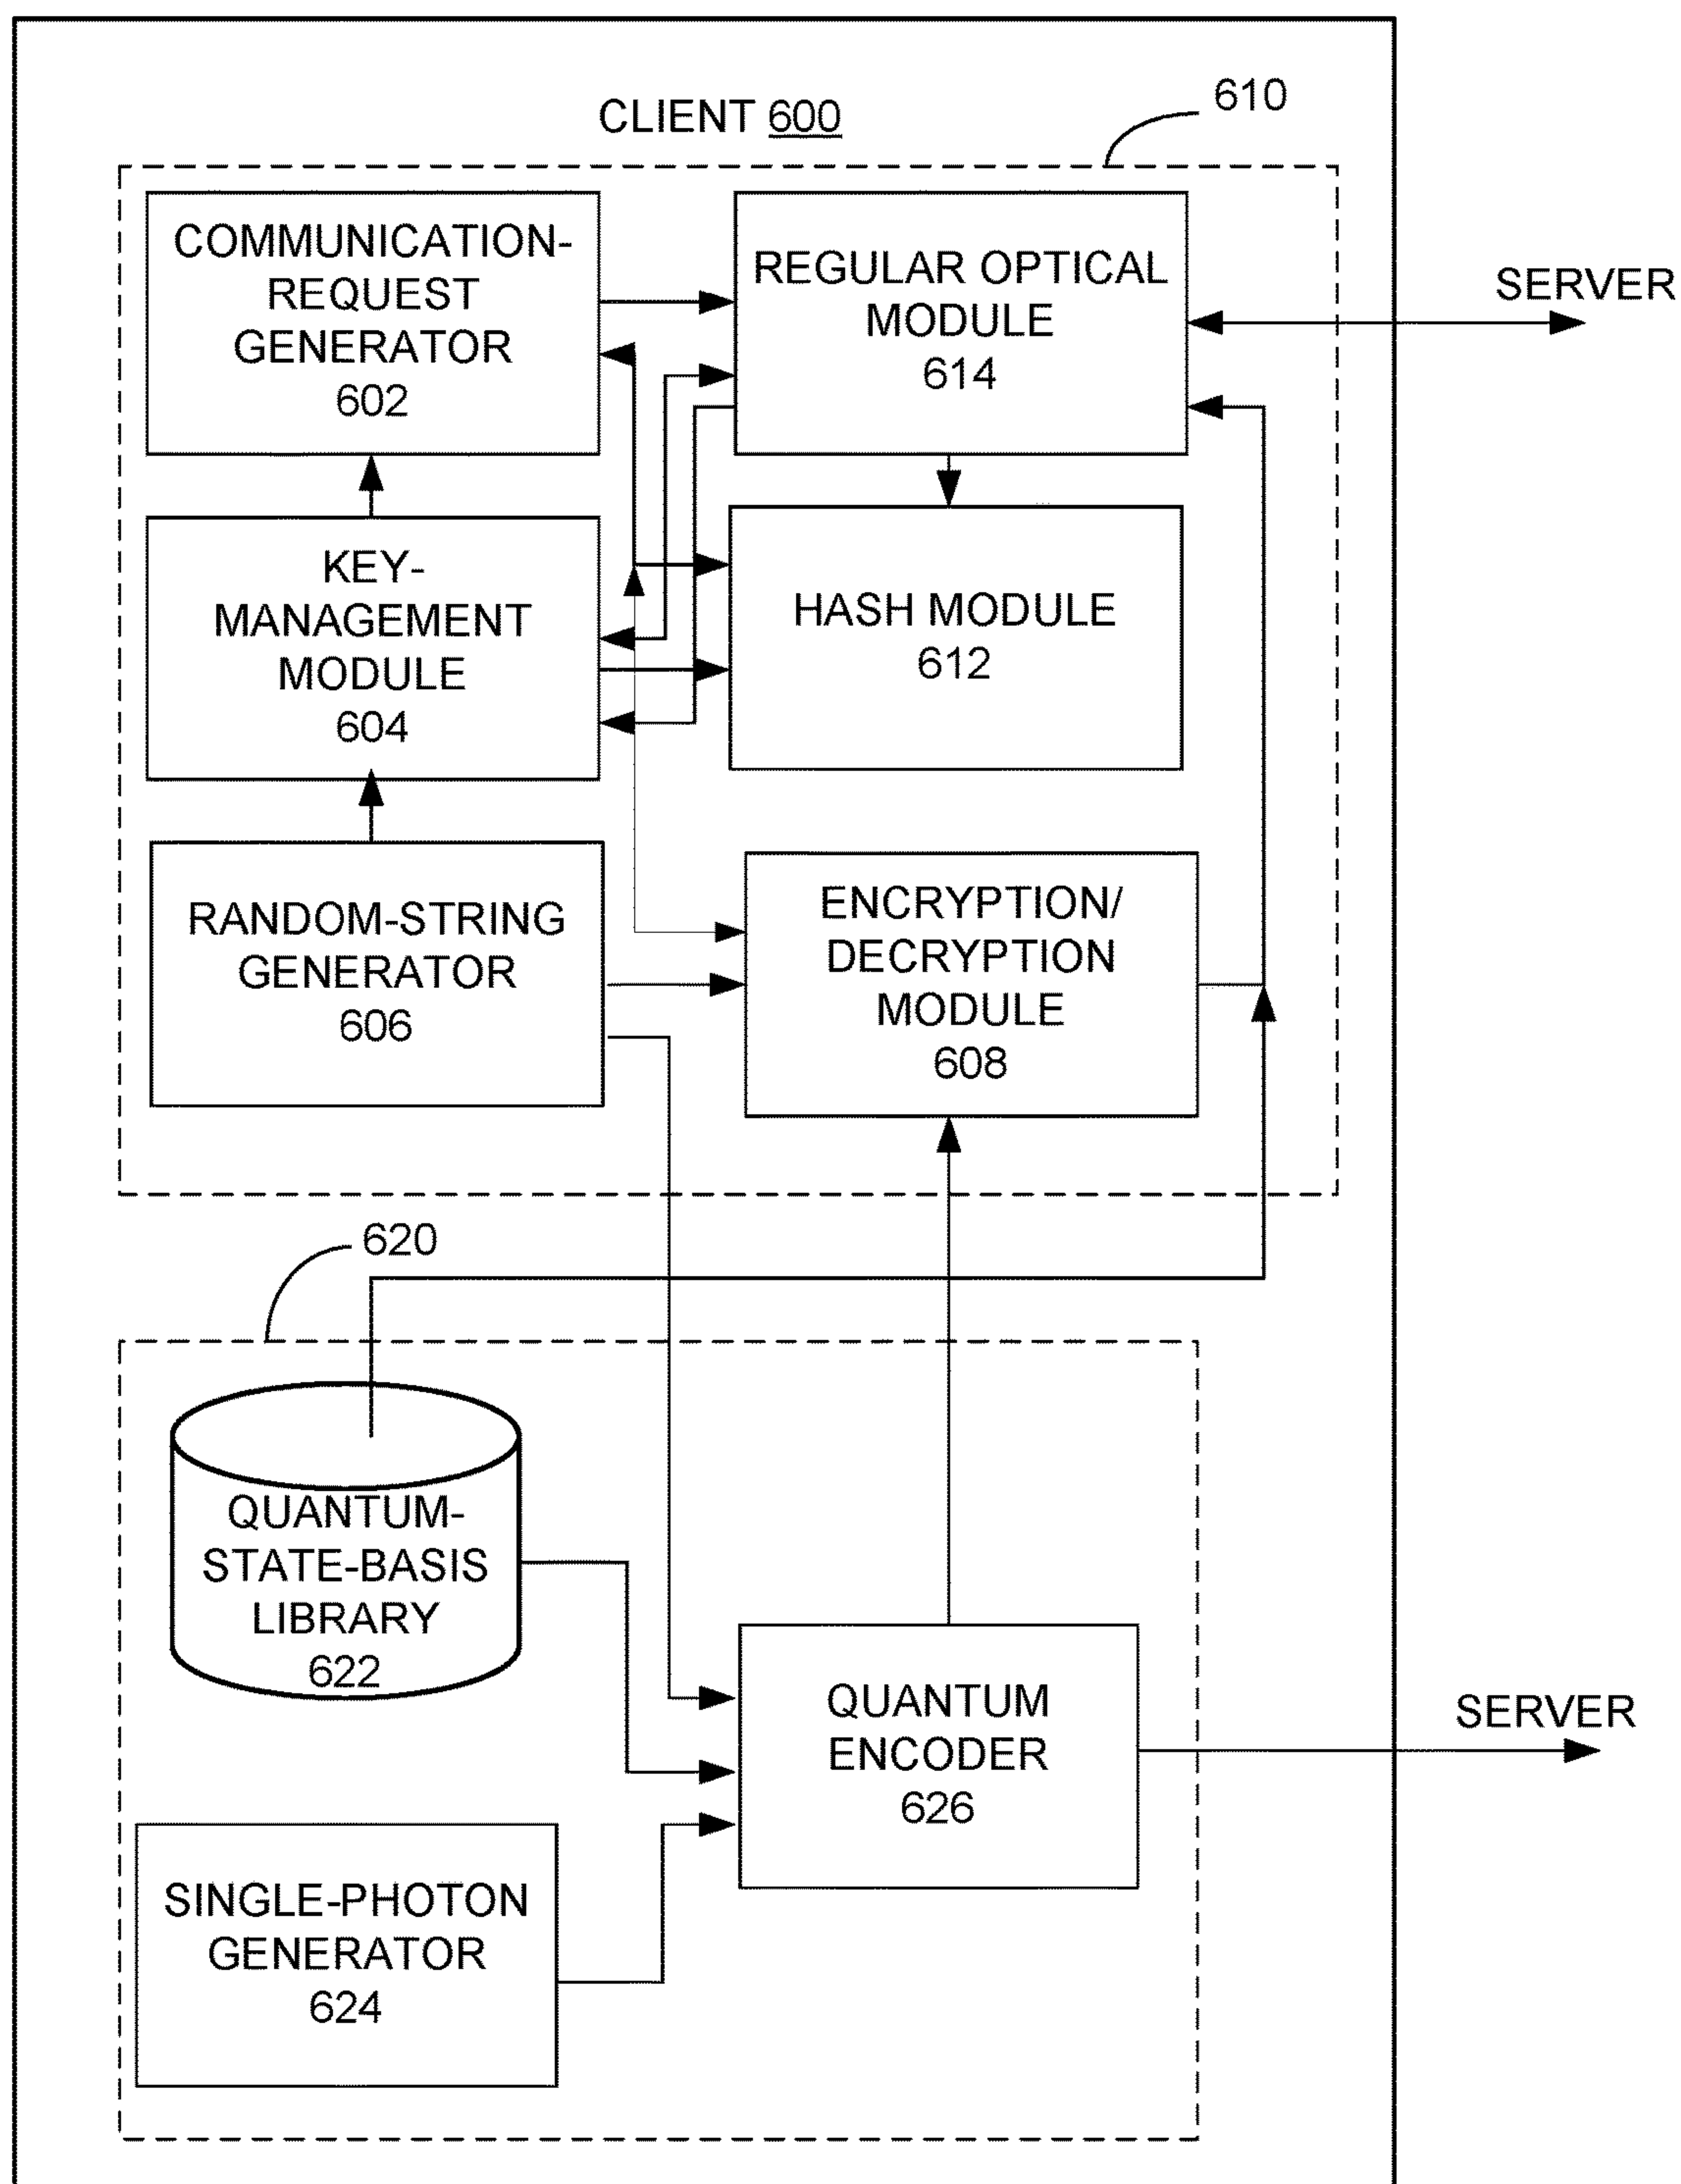 CLIENT 600
610
COMMUNICATION-
REQUEST
GENERATOR
602
REGULAR OPTICAL
MODULE
614
SERVER
KEY-
MANAGEMENT
MODULE
604
HASH MODULE
612
RANDOM-STRING
GENERATOR
606
ENCRYPTION/
DECRYPTION
MODULE
608
620
QUANTUM-
STATE-BASIS
LIBRARY
622
QUANTUM
ENCODER
626
SERVER
SINGLE-PHOTON
GENERATOR
624